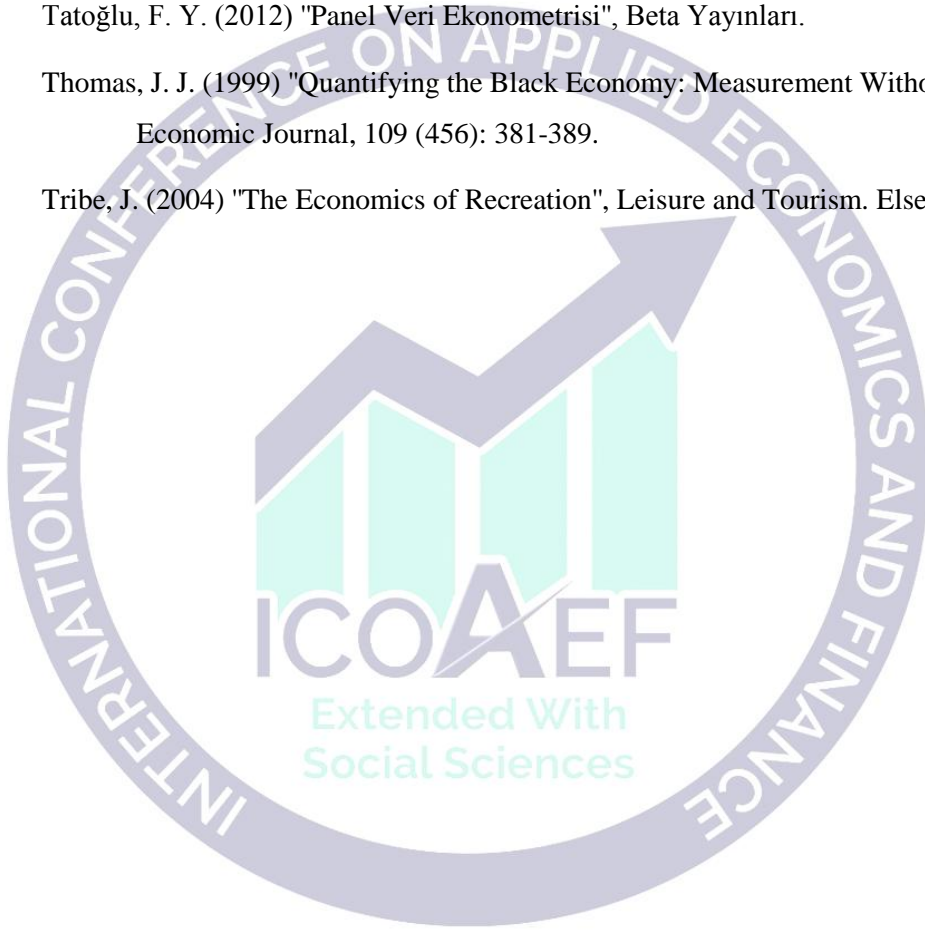 Tatoğlu, F. Y. (2012) "Panel Veri Ekonometrisi", Beta Yayınları.
Thomas, J. J. (1999) "Quantifying the Black Economy: Measurement
Economic Journal, 109 (456): 381-389.
Tribe, J. (2004) "The Economics of Recreation", Leisure and Tourism.
INTERNATIONAL CONFERENCE ON APPLIED ECONOMICS AND FINANCE
ICOAEF
Extended With
Social Sciences